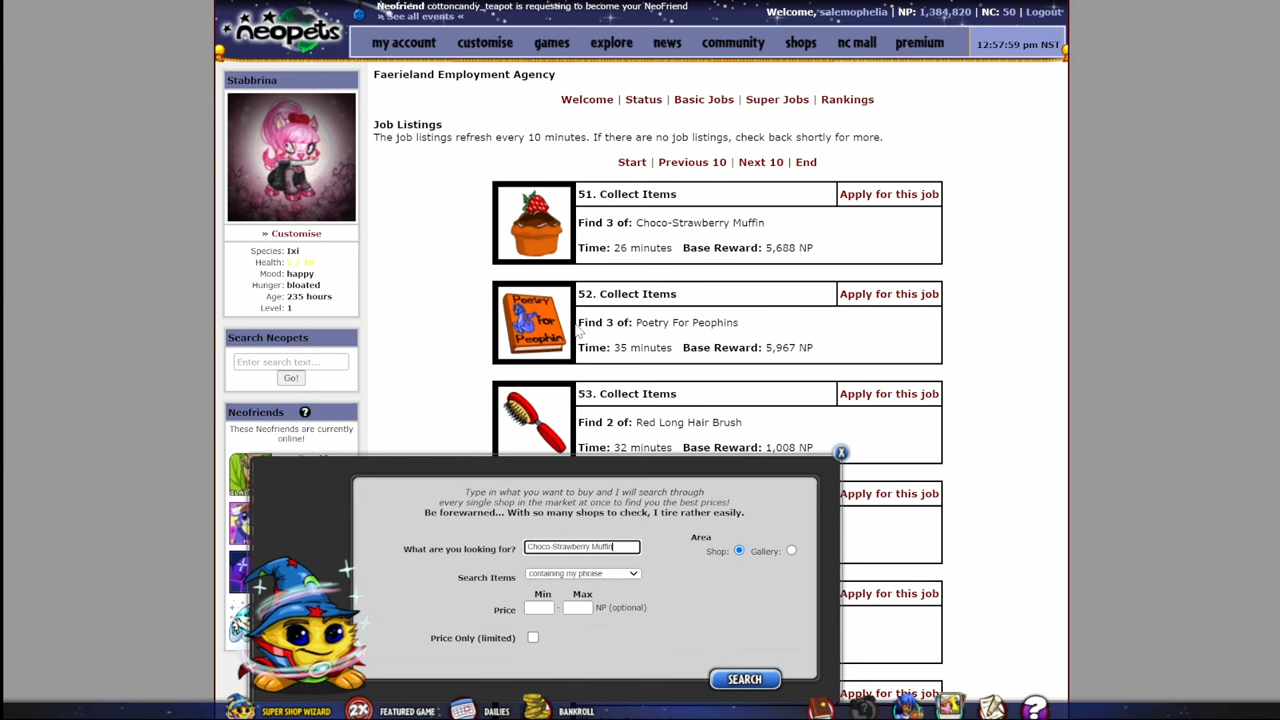 Neofriend cottoncandy_teapot is requesting to become your NeoFriend
» See all events «
Welcome, salemophelia | NP: 1,384,820 | NC: 50 | Logout
neopets
my account customise games explore news community shops nc mall premium
12:57:59 pm NST
Stabbrina
» Customise
Species: Ixi
Mood: happy
Hunger: bloated
Age: 235 hours
Level: 1
Search Neopets
Enter search text...
Go!
Neofriends ?
These Neofriends are currently
online!
Faerieland Employment Agency
Welcome | Status | Basic Jobs | Super Jobs | Rankings
Job Listings
The job listings refresh every 10 minutes. If there are no job listings, check back shortly for more.
Start | Previous 10 | Next 10 | End
51. Collect Items Apply for this job
Find 3 of: Choco-Strawberry Muffin
Time: 26 minutes Base Reward: 5,688 NP
52. Collect Items Apply for this job
Poetry
for
Peophin
Find 3 of: Poetry For Peophins
Time: 35 minutes Base Reward: 5,967 NP
53. Collect Items Apply for this job
Find 2 of: Red Long Hair Brush
Time: 32 minutes Base Reward: 1,008 NP
Apply for this job
Apply for this job
Apply for this job
X
Type in what you want to buy and I will search through
every single shop in the market at once to find you the best prices!
Be forewarned... With so many shops to check, I tire rather easily.
What are you looking for? Choco-Strawberry Muffin
Area
Shop: Gallery:
Search Items containing my phrase
Min Max
Price - NP (optional)
Price Only (limited)
SEARCH
SUPER SHOP WIZARD 2X FEATURED GAME DAILIES BANKROLL ?